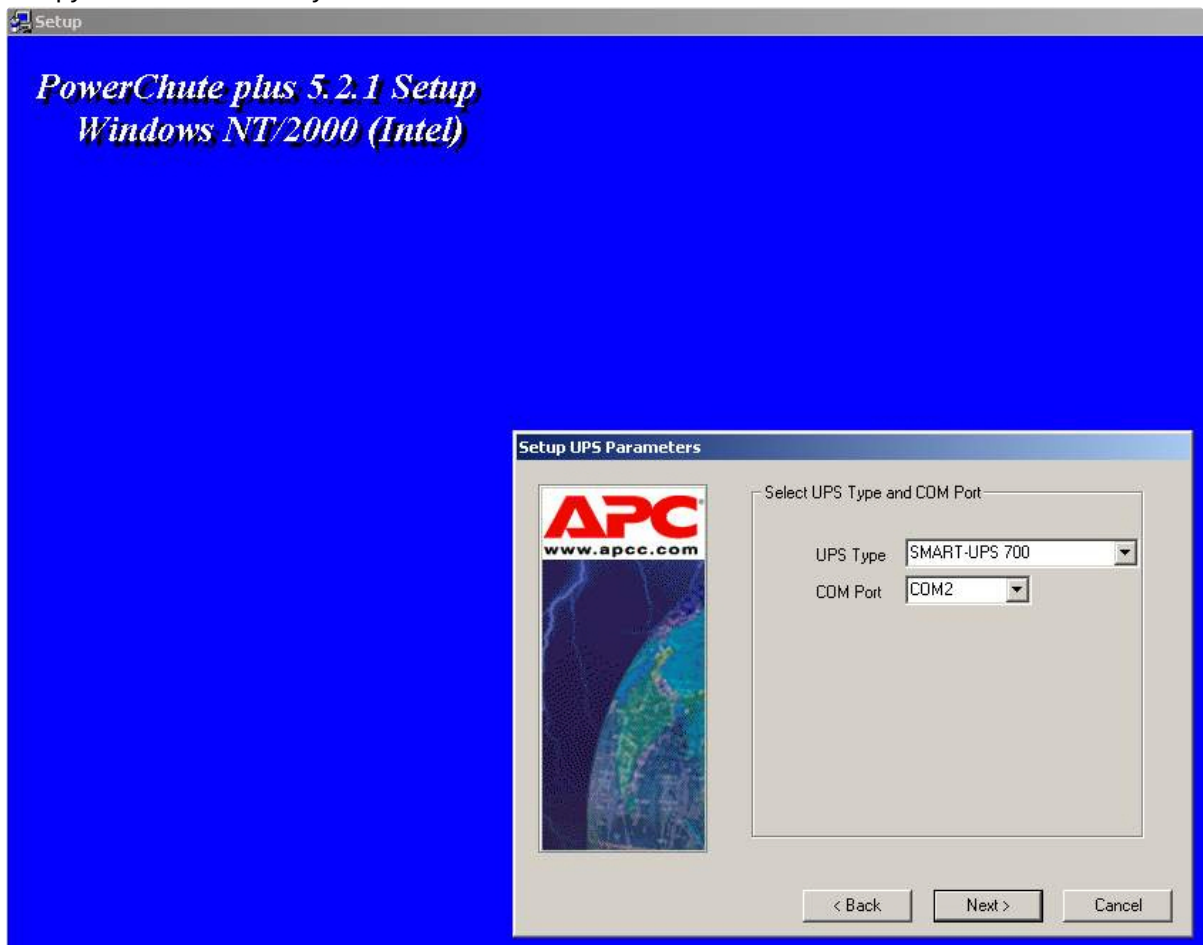 Setup
PowerChute plus 5.2.1 Setup
Windows NT/2000 (Intel)
Setup UPS Parameters
APC
www.apcc.com
Select UPS Type and COM Port
UPS Type SMART-UPS 700
COM Port COM2
< Back Next > Cancel